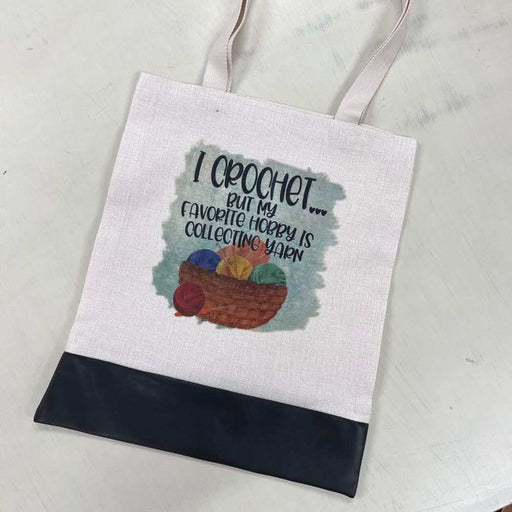 I CROCHET...
BUT MY
FAVORITE HOBBY IS
COLLECTING YARN